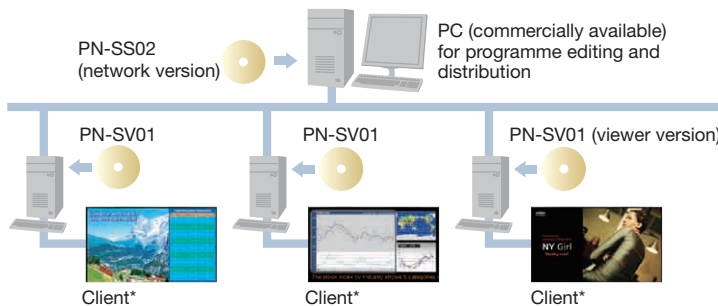 PN-SS02
(network version)
PC (commercially available)
for programme editing and
distribution
PN-SV01
PN-SV01
PN-SV01 (viewer version)
NY Girl
The stock index by industry shows 5 categories
Client*
Client*
Client*